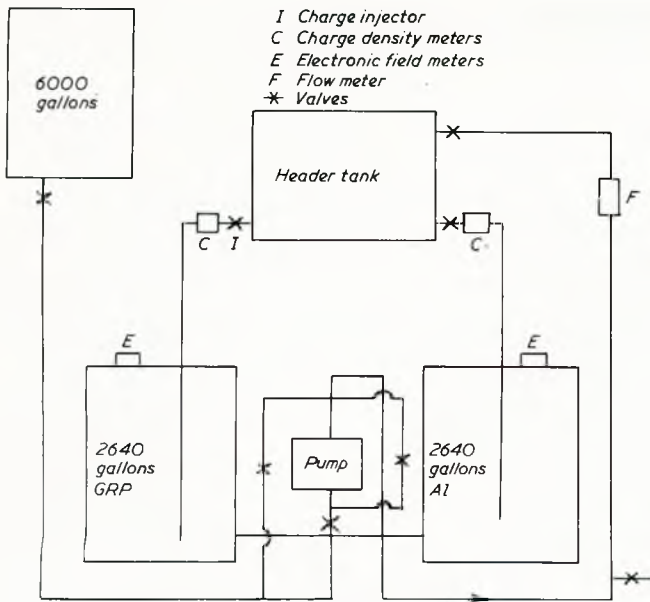 I Charge injector
C Charge density meters
E Electronic field meters
F Flow meter
Valves
6000
gallons
Header tank
F
C I
C
E
E
2640
gallons
GRP
Pump
2640
gallons
Al